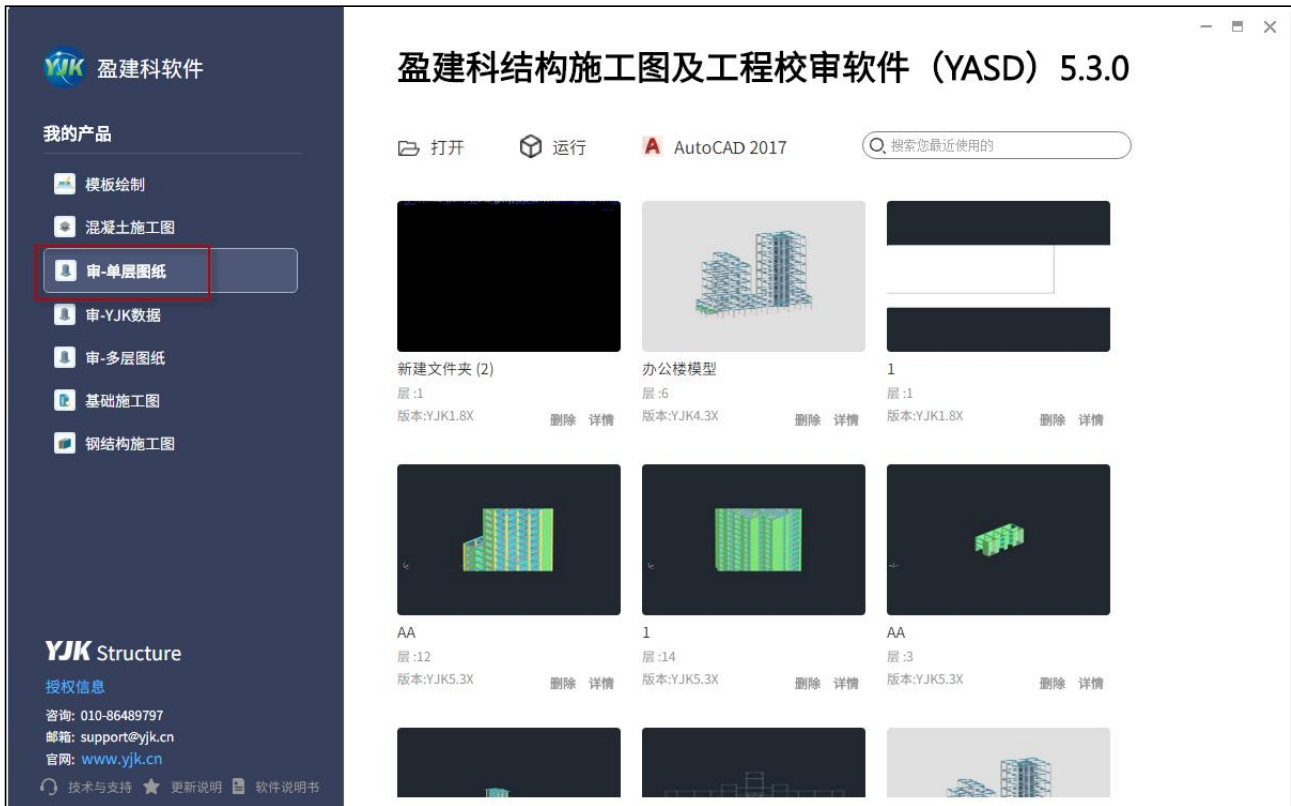 YJK 盈建科软件
我的产品
模板绘制
混凝土施工图
审-单层图纸
审-YJK数据
审-多层图纸
基础施工图
钢结构施工图
YJK Structure
授权信息
咨询: 010-86489797
邮箱: support@yjk.cn
官网: www.yjk.cn
技术与支持 更新说明 软件说明书
盈建科结构施工图及工程校审软件（YASD）5.3.0
打开 运行 A AutoCAD 2017 搜索您最近使用的
新建文件夹 (2) 办公楼模型 1
层 :1 层 :6 层 :1
版本:YJK1.8X 删除 详情 版本:YJK4.3X 删除 详情 版本:YJK1.8X 删除 详情
AA 1 AA
层 :12 层 :14 层 :3
版本:YJK5.3X 删除 详情 版本:YJK5.3X 删除 详情 版本:YJK5.3X 删除 详情